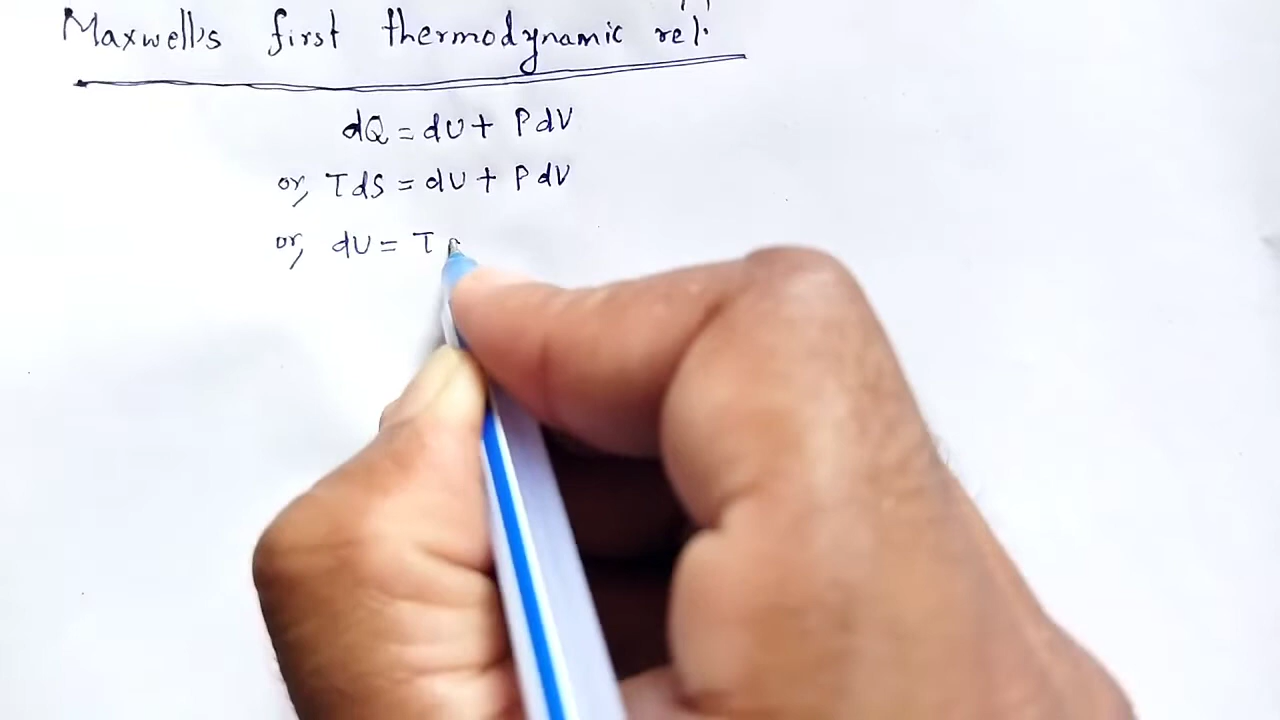 Maxwell's first thermodynamic rel.
dQ = dU + PdV
or, TdS = dU + PdV
or, dU = T